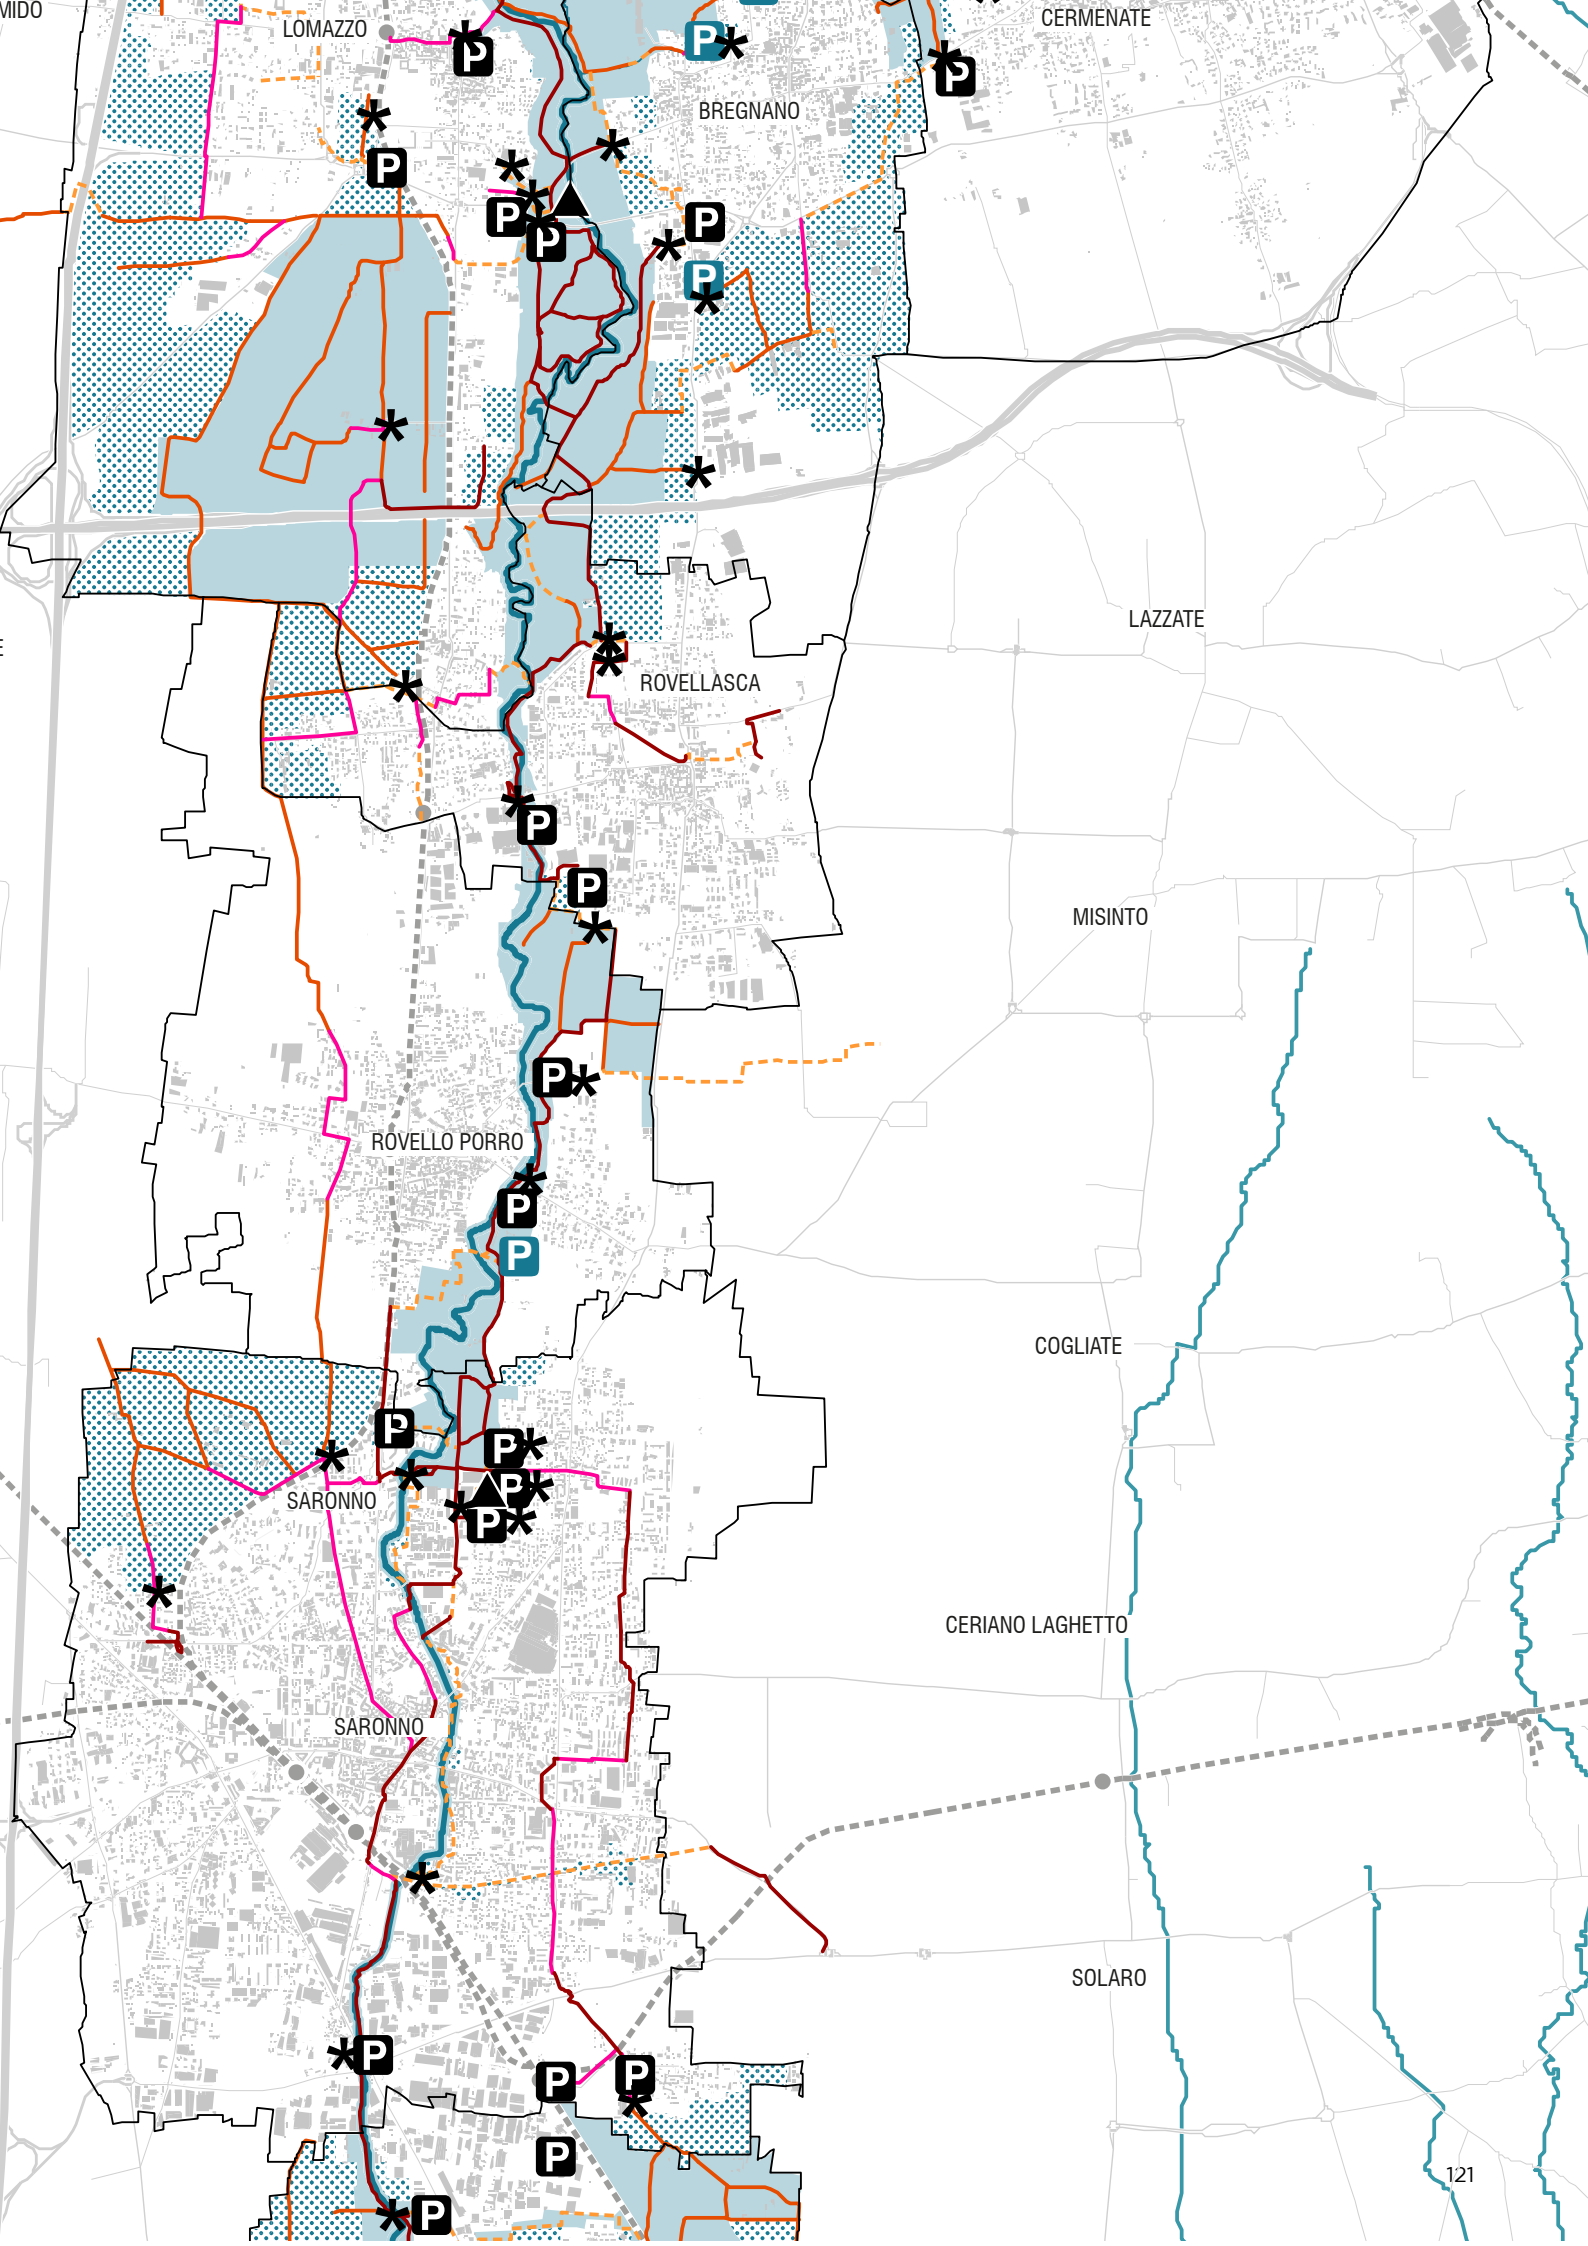 MIDO
LOMAZZO
CERMENATE
P
P
P
BREGNANO
P
P
P
P
P
P
LAZZATE
E
ROVELLASCA
P
P
MISINTO
P
ROVELLO PORRO
P
P
COGLIATE
P
P
P
SARONNO
P
CERIANO LAGHETTO
SARONNO
SOLARO
P
P
P
P
121
P